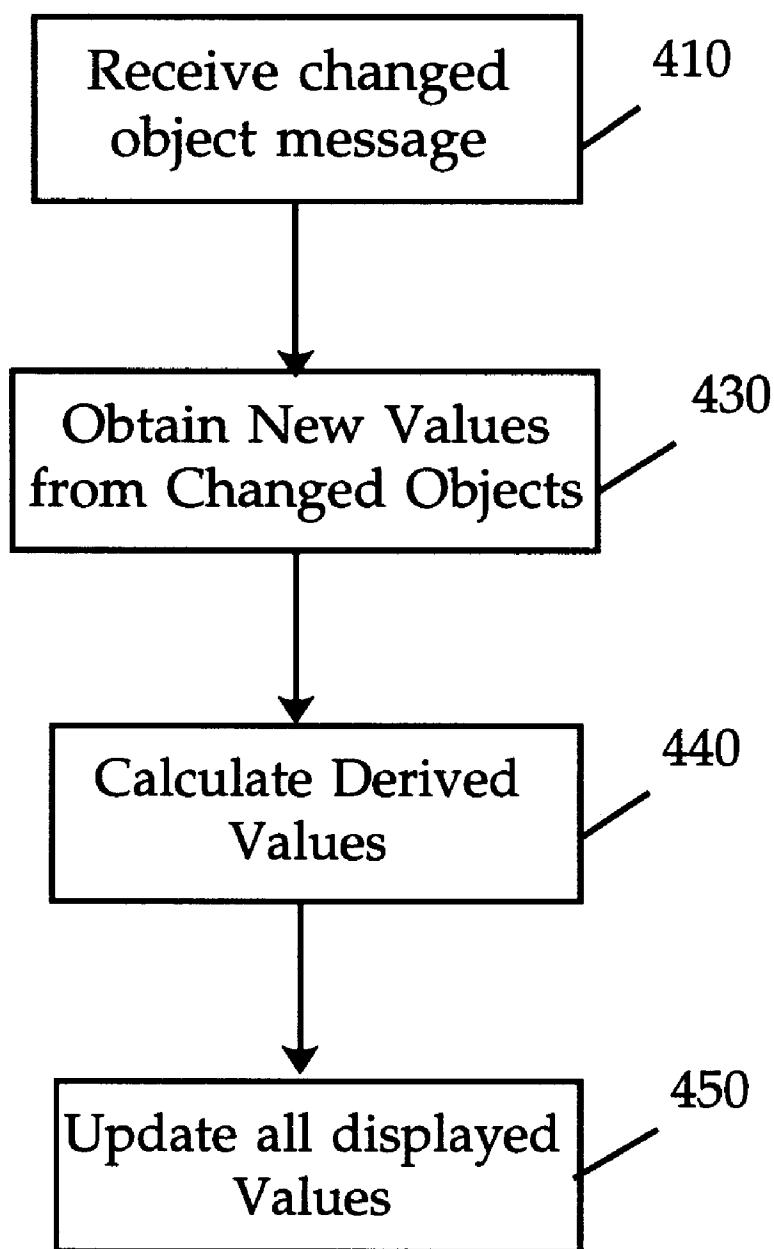 Receive changed
object message
410
Obtain New Values
from Changed Objects
430
Calculate Derived
Values
440
Update all displayed
Values
450